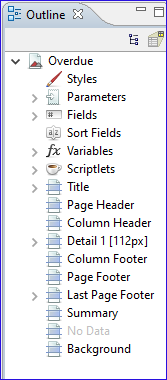 Outline
Overdue
Styles
Parameters
Fields
Sort Fields
fx Variables
Scriptlets
Title
Page Header
Column Header
Detail 1 [112px]
Column Footer
Page Footer
Last Page Footer
Summary
No Data
Background